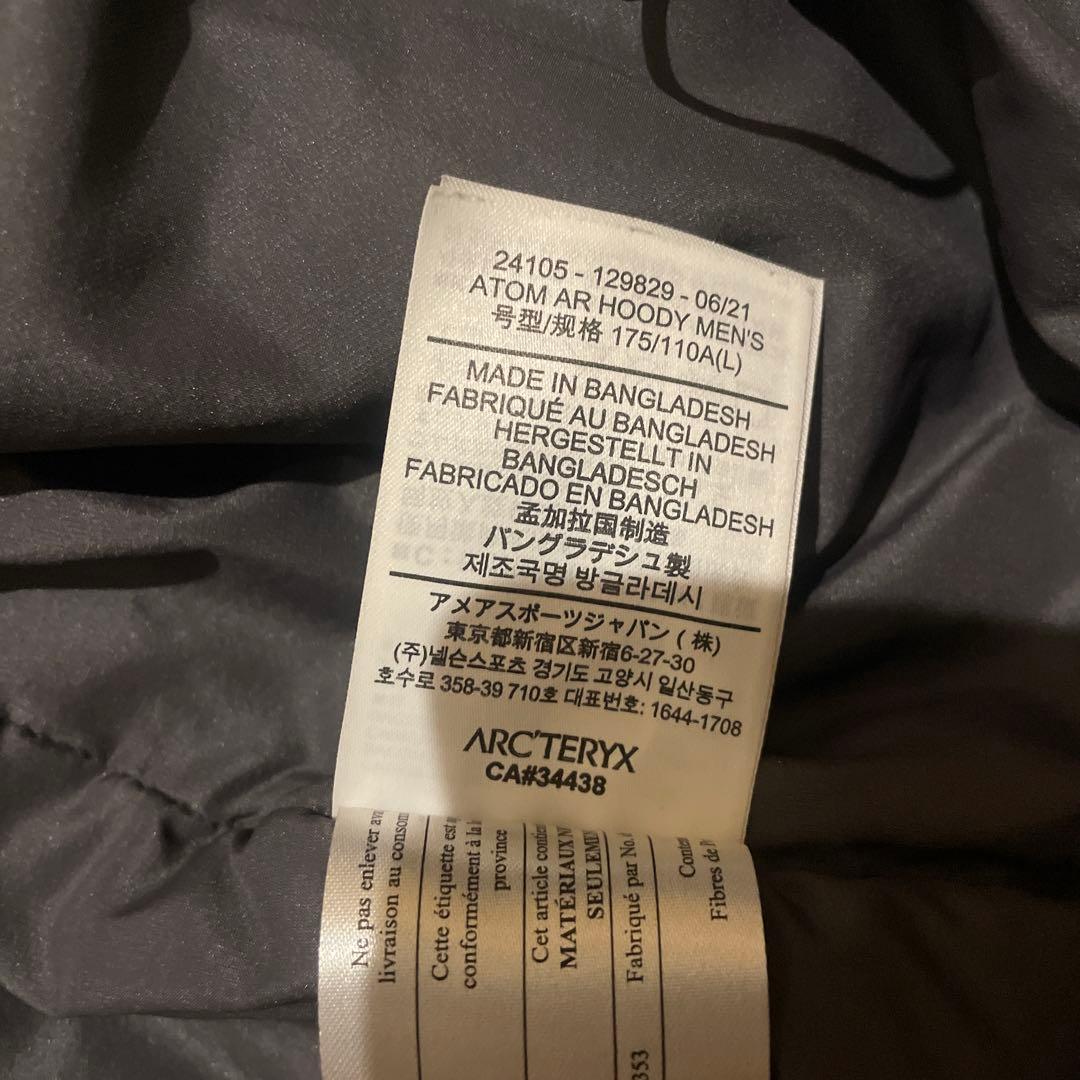 24105 - 129829 - 06/21
ATOM AR HOODY MEN'S
号型/规格 175/110A(L)
MADE IN BANGLADESH
FABRIQUÉ AU BANGLADESH
HERGESTELLT IN
BANGLADESCH
FABRICADO EN BANGLADESH
孟加拉国制造
バングラデシュ製
제조국명 방글라데시
アメアスポーツジャパン ( 株)
東京都新宿区新宿6-27-30
(주)넬슨스포츠 경기도 고양시 일산동구
호수로 358-39 710호 대표번호: 1644-1708
ARC'TERYX
CA#34438
Ne pas enlever
livraison au
Cette étiquette est
conformément à la
province
Cet article
MATÉRIAUX
SEULEMEN
Fabriqué par No.
353
Fibres de